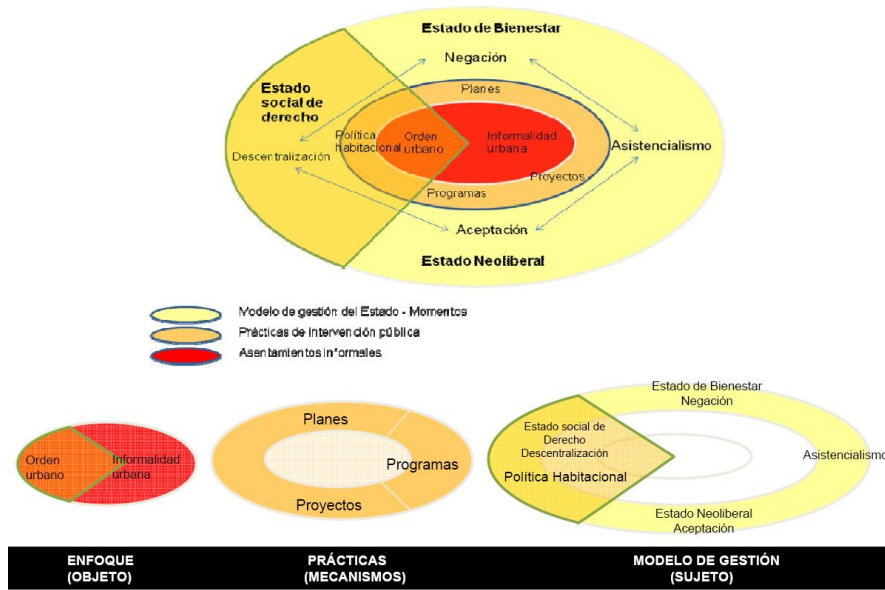 Estado de Bienestar
Negación
Estado
social de
derecho
Planes
Política
habitacional
Orden
urbano
Informalidad
urbana
Asistencialismo
Descentralización
Proyectos
Programas
Aceptación
Estado Neoliberal
Modelo de gestión del Estado - Momentos
Prácticas de intervención pública
Asentamientos informales
Orden
urbano
Informalidad
urbana
Planes
Programas
Proyectos
Estado de Bienestar
Negación
Estado social de
Derecho
Descentralización
Política Habitacional
Asistencialismo
Estado Neoliberal
Aceptación
ENFOQUE
(OBJETO)
PRÁCTICAS
(MECANISMOS)
MODELO DE GESTIÓN
(SUJETO)